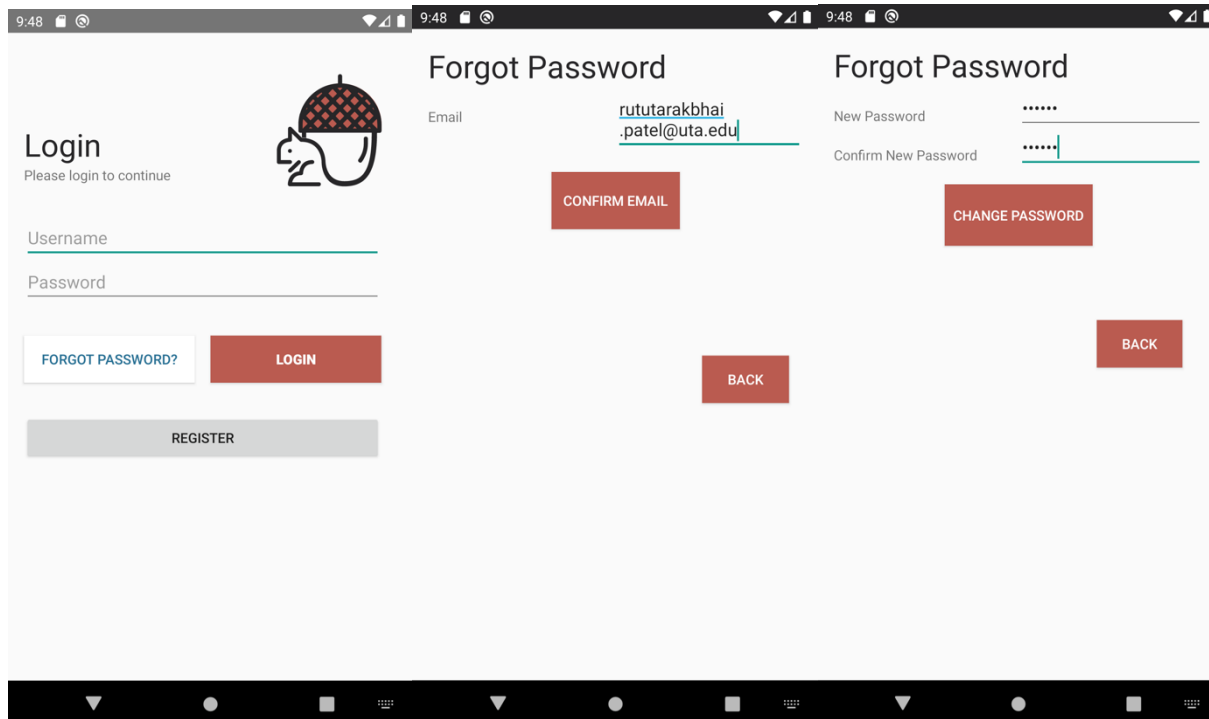 9:48
Login
Please login to continue
Username
Password
FORGOT PASSWORD?
LOGIN
REGISTER
9:48
Forgot Password
Email
rututarakbhai
.patel@uta.edu
CONFIRM EMAIL
BACK
9:48
Forgot Password
New Password
••••••
Confirm New Password
••••••
CHANGE PASSWORD
BACK